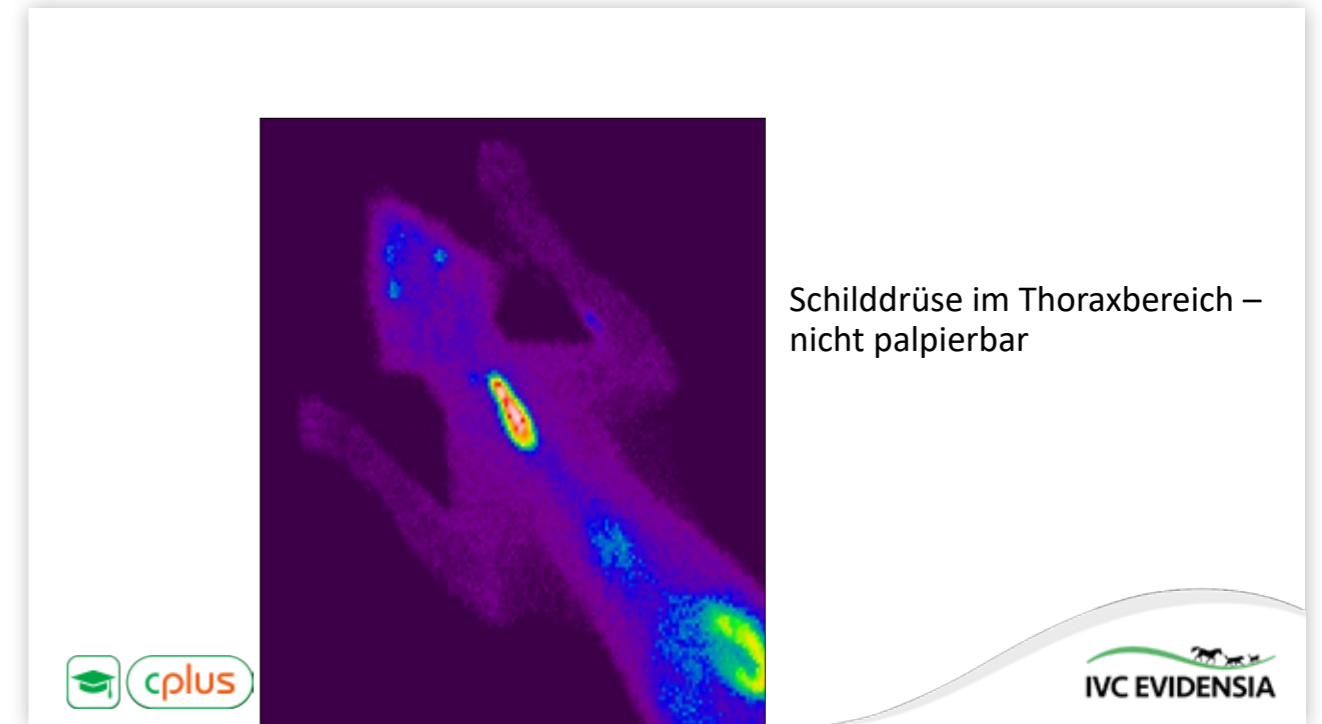 Schilddrüse im Thoraxbereich –
nicht palpierbar
cplus
IVC EVIDENSIA